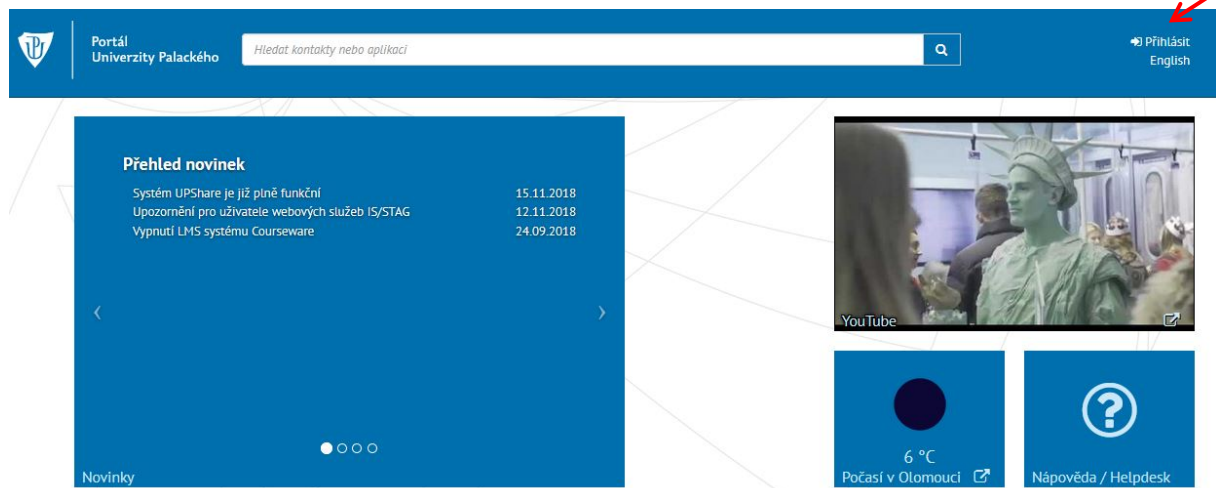 Portál
Univerzity Palackého
Hledat kontakty nebo aplikaci
Přihlásit
English
Přehled novinek
Systém UPShare je již plně funkční 15.11.2018
Upozornění pro uživatele webových služeb IS/STAG 12.11.2018
Vypnutí LMS systému Courseware 24.09.2018
Novinky
YouTube
6 °C
Počasí v Olomouci
Nápověda / Helpdesk